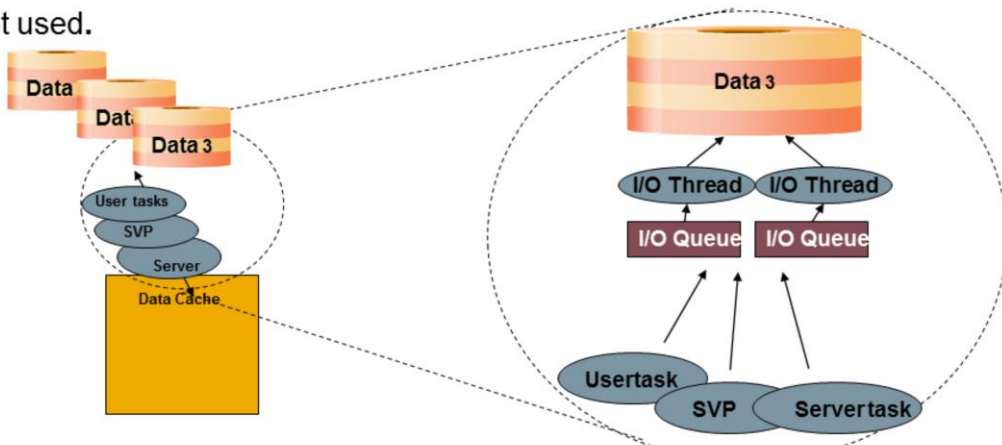 t used.
Data
Dat
Data 3
User tasks
SVP
Server
Data Cache
Data 3
I/O Thread
I/O Thread
I/O Queue
I/O Queue
Usertask
SVP
Servertask